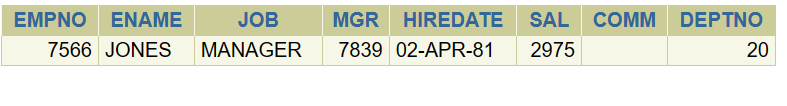 EMPNO ENAME JOB MGR HIREDATE SAL COMM DEPTNO
7566 JONES MANAGER 7839 02-APR-81 2975 20